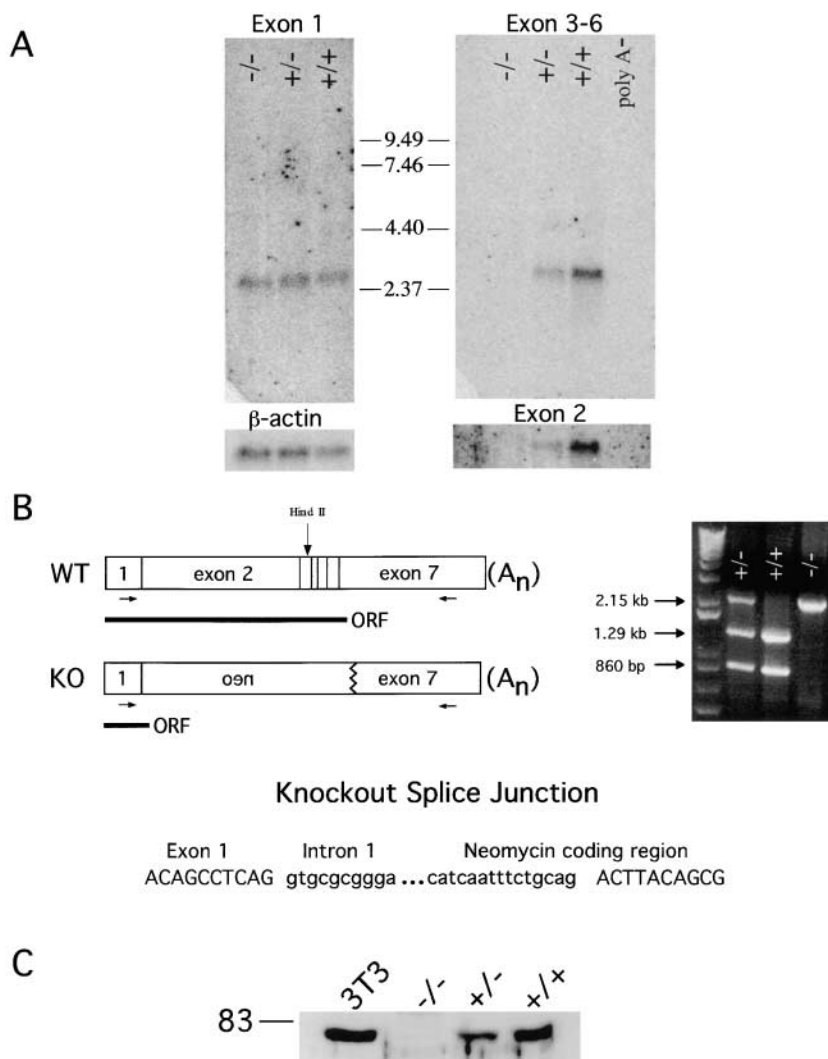 A
Exon 1
-/-
+/-
+/+
β-actin
9.49
7.46
4.40
2.37
Exon 3-6
-/-
+/-
+/+
poly A-
Exon 2
B
Hind II
WT
1
exon 2
exon 7
(An)
ORF
KO
1
neo
exon 7
(An)
ORF
+/-
+/+
-/-
2.15 kb
1.29 kb
860 bp
Knockout Splice Junction
Exon 1 Intron 1 Neomycin coding region
ACAGCCTCAG gtgcgcggga...catcaatttctgcag ACTTACAGCG
C
3T3
-/-
+/-
+/+
83